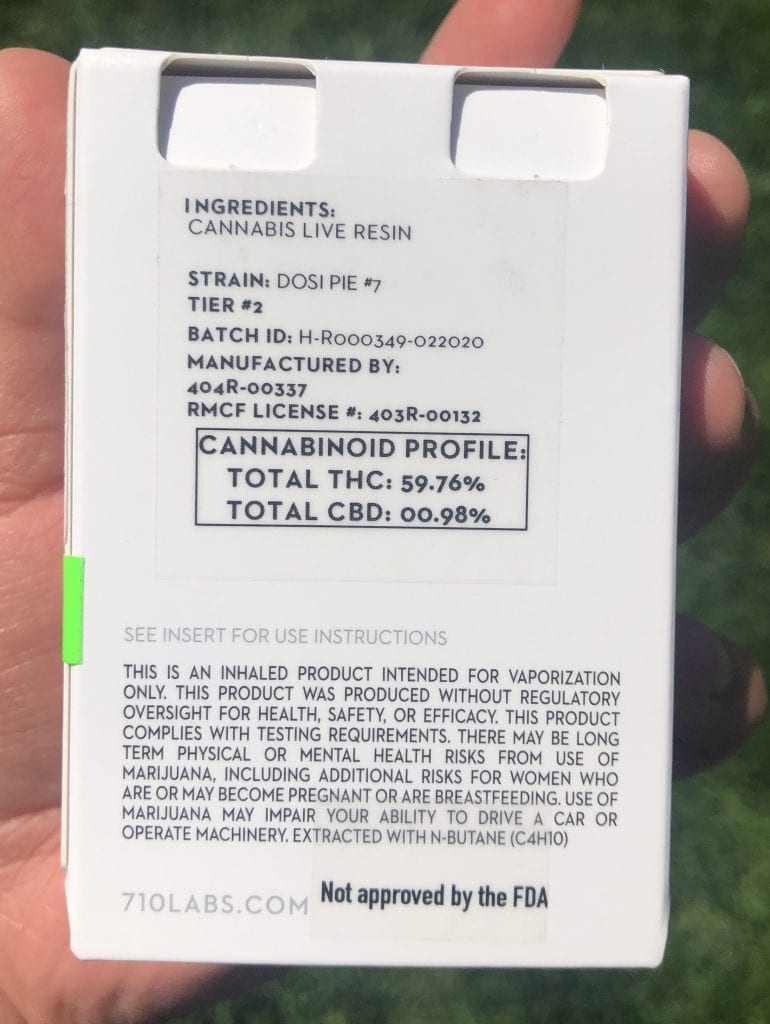 INGREDIENTS:
CANNABIS LIVE RESIN
STRAIN: DOSI PIE #7
TIER #2
BATCH ID: H-R000349-022020
MANUFACTURED BY:
404R-00337
RMCF LICENSE #: 403R-00132
CANNABINOID PROFILE:
TOTAL THC: 59.76%
TOTAL CBD: 00.98%
SEE INSERT FOR USE INSTRUCTIONS
THIS IS AN INHALED PRODUCT INTENDED FOR VAPORIZATION
ONLY. THIS PRODUCT WAS PRODUCED WITHOUT REGULATORY
OVERSIGHT FOR HEALTH, SAFETY, OR EFFICACY. THIS PRODUCT
COMPLIES WITH TESTING REQUIREMENTS. THERE MAY BE LONG
TERM PHYSICAL OR MENTAL HEALTH RISKS FROM USE OF
MARIJUANA, INCLUDING ADDITIONAL RISKS FOR WOMEN WHO
ARE OR MAY BECOME PREGNANT OR ARE BREASTFEEDING. USE OF
MARIJUANA MAY IMPAIR YOUR ABILITY TO DRIVE A CAR OR
OPERATE MACHINERY. EXTRACTED WITH N-BUTANE (C4H10)
710LABS.COM
Not approved by the FDA